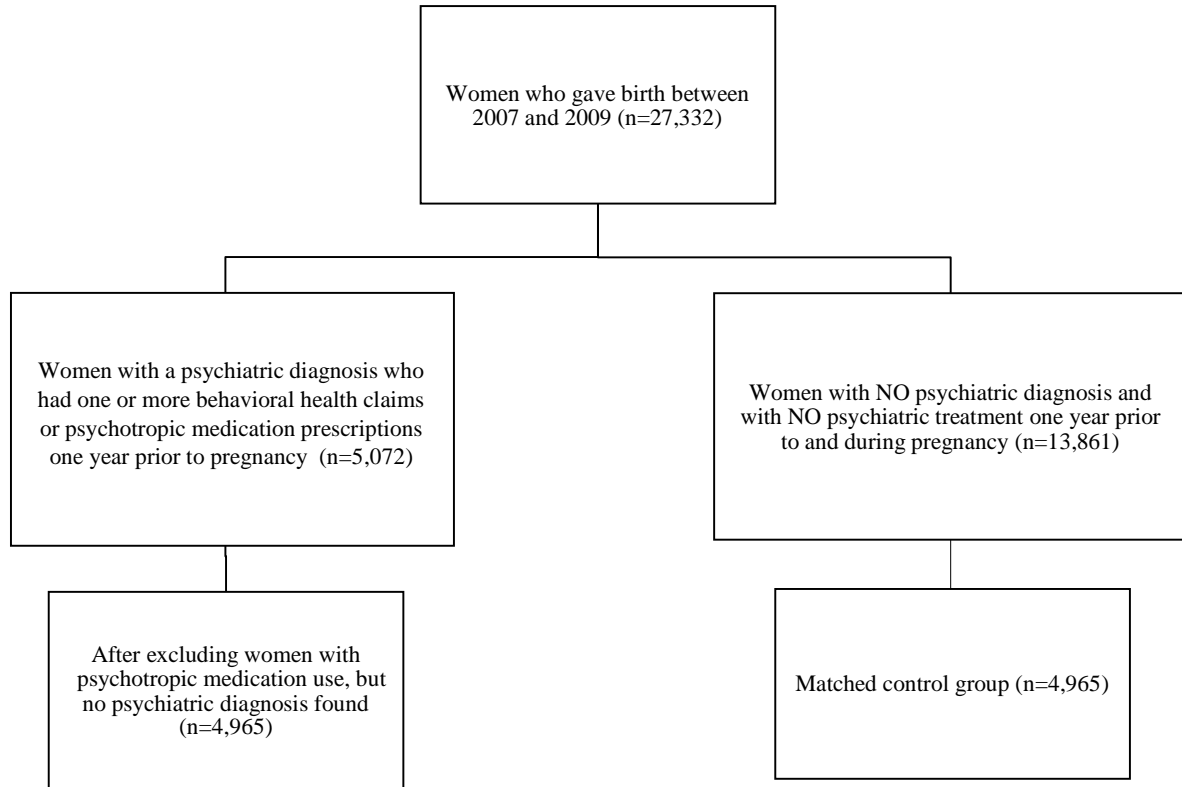 Women who gave birth between
2007 and 2009 (n=27,332)
Women with a psychiatric diagnosis who
had one or more behavioral health claims
or psychotropic medication prescriptions
one year prior to pregnancy (n=5,072)
Women with NO psychiatric diagnosis and
with NO psychiatric treatment one year prior
to and during pregnancy (n=13,861)
After excluding women with
psychotropic medication use, but
no psychiatric diagnosis found
(n=4,965)
Matched control group (n=4,965)